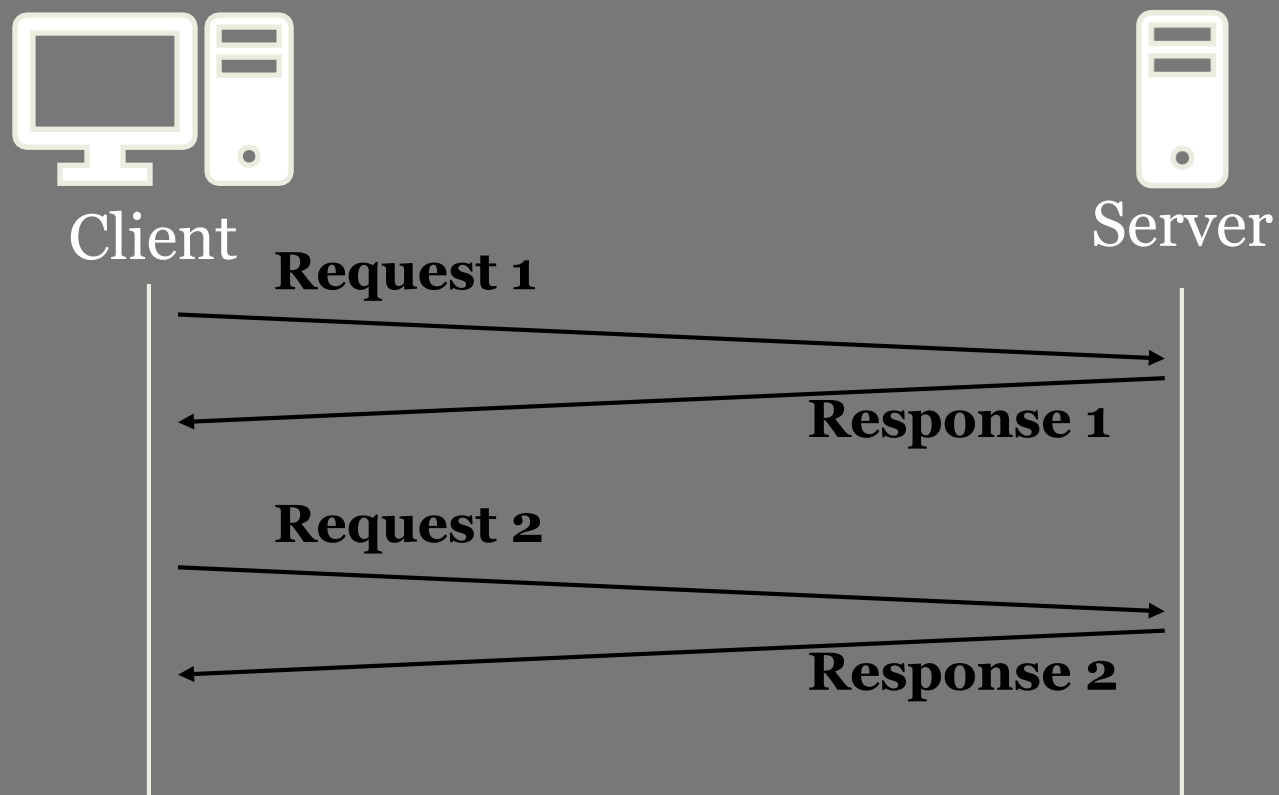 Client
Server
Request 1
Response 1
Request 2
Response 2